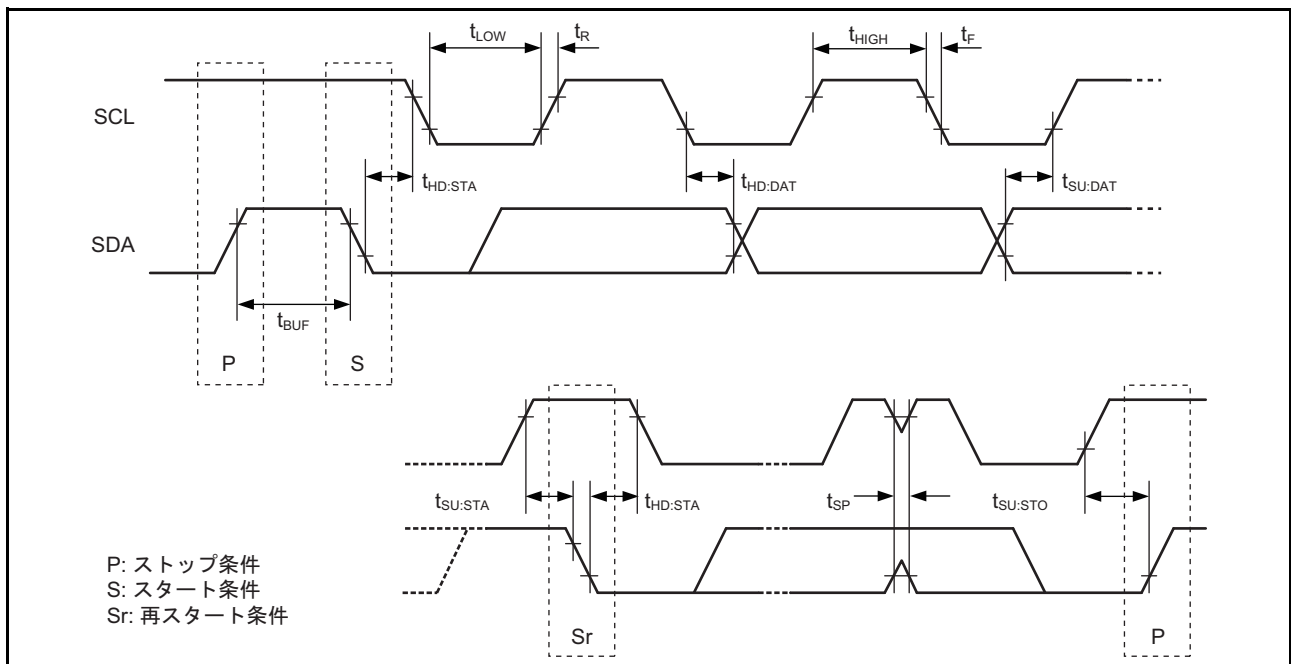 tLOW
tR
tHIGH
tF
SCL
tHD:STA
tHD:DAT
tSU:DAT
SDA
tBUF
P
S
tSU:STA
tHD:STA
tSP
tSU:STO
P: ストップ条件
S: スタート条件
Sr: 再スタート条件
Sr
P